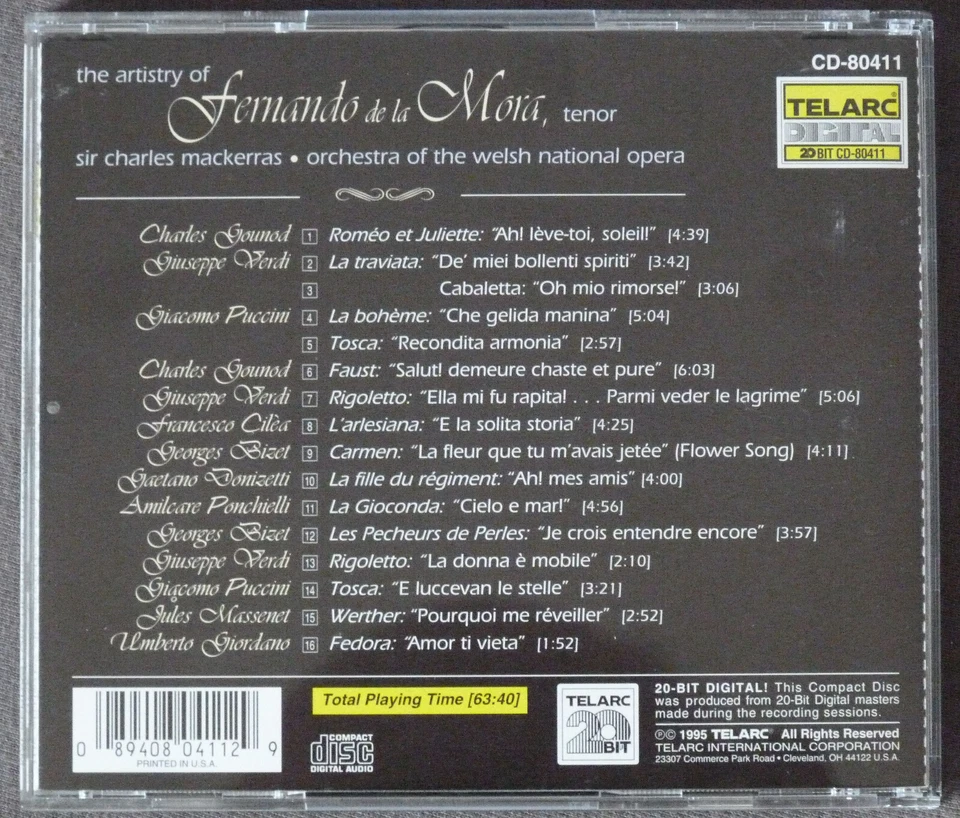 CD-80411
the artistry of
Fernando de la Mora, tenor
TELARC®
DIGITAL
20 BIT CD-80411
sir charles mackerras • orchestra of the welsh national opera
Charles Gounod 1 Roméo et Juliette: “Ah! lève-toi, soleil!” [4:39]
Giuseppe Verdi 2 La traviata: “De’ miei bollenti spiriti” [3:42]
3 Cabaletta: “Oh mio rimorse!” [3:06]
Giacomo Puccini 4 La bohème: “Che gelida manina” [5:04]
5 Tosca: “Recondita armonia” [2:57]
Charles Gounod 6 Faust: “Salut! demeure chaste et pure” [6:03]
Giuseppe Verdi 7 Rigoletto: “Ella mi fu rapita! . . . Parmi veder le lagrime” [5:06]
Francesco Cilèa 8 L’arlesiana: “E la solita storia” [4:25]
Georges Bizet 9 Carmen: “La fleur que tu m’avais jetée” (Flower Song) [4:11]
Gaetano Donizetti 10 La fille du régiment: “Ah! mes amis” [4:00]
Amilcare Ponchielli 11 La Gioconda: “Cielo e mar!” [4:56]
Georges Bizet 12 Les Pecheurs de Perles: “Je crois entendre encore” [3:57]
Giuseppe Verdi 13 Rigoletto: “La donna è mobile” [2:10]
Giacomo Puccini 14 Tosca: “E luccevan le stelle” [3:21]
Jules Massenet 15 Werther: “Pourquoi me réveiller” [2:52]
Umberto Giordano 16 Fedora: “Amor ti vieta” [1:52]
0 89408 04112 9
PRINTED IN U.S.A.
Total Playing Time [63:40]
COMPACT
disc
DIGITAL AUDIO
TELARC
20
BIT
20-BIT DIGITAL! This Compact Disc
was produced from 20-Bit Digital masters
made during the recording sessions.
℗© 1995 TELARC® All Rights Reserved
TELARC INTERNATIONAL CORPORATION
23307 Commerce Park Road • Cleveland, OH 44122 U.S.A.